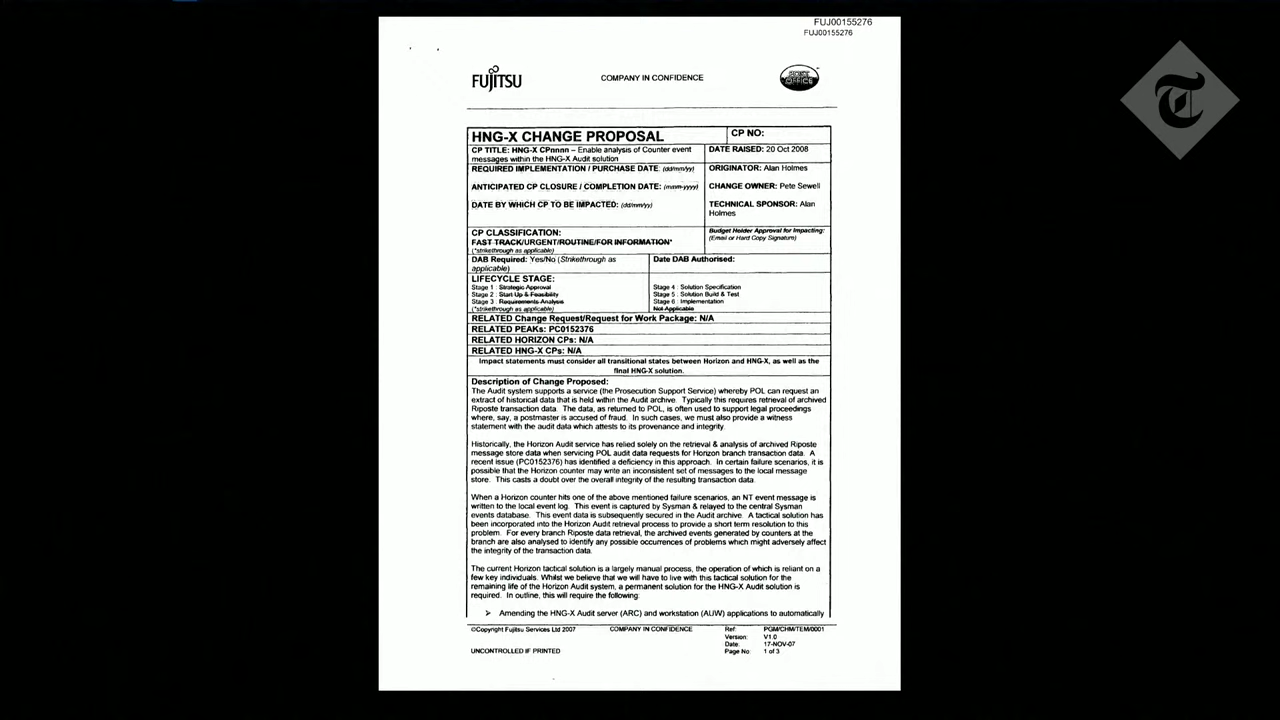 FUJ00155276
FUJ00155276
FUJITSU
COMPANY IN CONFIDENCE
POST
OFFICE
T
HNG-X CHANGE PROPOSAL
CP NO:
CP TITLE: HNG-X CPnnnn – Enable analysis of Counter event
messages within the HNG-X Audit solution
DATE RAISED: 20 Oct 2008
REQUIRED IMPLEMENTATION / PURCHASE DATE: (dd/mm/yy)
ORIGINATOR: Alan Holmes
ANTICIPATED CP CLOSURE / COMPLETION DATE: (mmm-yyyy)
CHANGE OWNER: Pete Sewell
DATE BY WHICH CP TO BE IMPACTED: (dd/mm/yy)
TECHNICAL SPONSOR: Alan
Holmes
CP CLASSIFICATION:
FAST TRACK/URGENT/ROUTINE/FOR INFORMATION*
(*strikethrough as applicable)
Budget Holder Approval for Impacting:
(Email or Hard Copy Signature)
DAB Required: Yes/No (Strikethrough as
applicable)
Date DAB Authorised:
LIFECYCLE STAGE:
Stage 1 : Strategic Approval
Stage 2 : Start Up & Feasibility
Stage 3 : Requirements Analysis
(*strikethrough as applicable)
Stage 4 : Solution Specification
Stage 5 : Solution Build & Test
Stage 6 : Implementation
Not Applicable
RELATED Change Request/Request for Work Package: N/A
RELATED PEAKS: PC0152376
RELATED HORIZON CPs: N/A
RELATED HNG-X CPs: N/A
Impact statements must consider all transitional states between Horizon and HNG-X, as well as the
final HNG-X solution.
Description of Change Proposed:
The Audit system supports a service (the Prosecution Support Service) whereby POL can request an
extract of historical data that is held within the Audit archive. Typically this requires retrieval of archived
Riposte transaction data. The data, as returned to POL, is often used to support legal proceedings
where, say, a postmaster is accused of fraud. In such cases, we must also provide a witness
statement with the audit data which attests to its provenance and integrity.
Historically, the Horizon Audit service has relied solely on the retrieval & analysis of archived Riposte
message store data when servicing POL audit data requests for Horizon branch transaction data. A
recent issue (PC0152376) has identified a deficiency in this approach. In certain failure scenarios, it is
possible that the Horizon counter may write an inconsistent set of messages to the local message
store. This casts a doubt over the overall integrity of the resulting transaction data.
When a Horizon counter hits one of the above mentioned failure scenarios, an NT event message is
written to the local event log. This event is captured by Sysman & relayed to the central Sysman
events database. This event data is subsequently secured in the Audit archive. A tactical solution has
been incorporated into the Horizon Audit retrieval process to provide a short term resolution to this
problem. For every branch Riposte data retrieval, the archived events generated by counters at the
branch are also analysed to identify any possible occurrences of problems which might adversely affect
the integrity of the transaction data.
The current Horizon tactical solution is a largely manual process, the operation of which is reliant on a
few key individuals. Whilst we believe that we will have to live with this tactical solution for the
remaining life of the Horizon Audit system, a permanent solution for the HNG-X Audit solution is
required. In outline, this will require the following:
➤ Amending the HNG-X Audit server (ARC) and workstation (AUW) applications to automatically
©Copyright Fujitsu Services Ltd 2007
COMPANY IN CONFIDENCE
Ref: PGM/CHM/TEM/0001
Version: V1.0
Date: 17-NOV-07
Page No: 1 of 3
UNCONTROLLED IF PRINTED